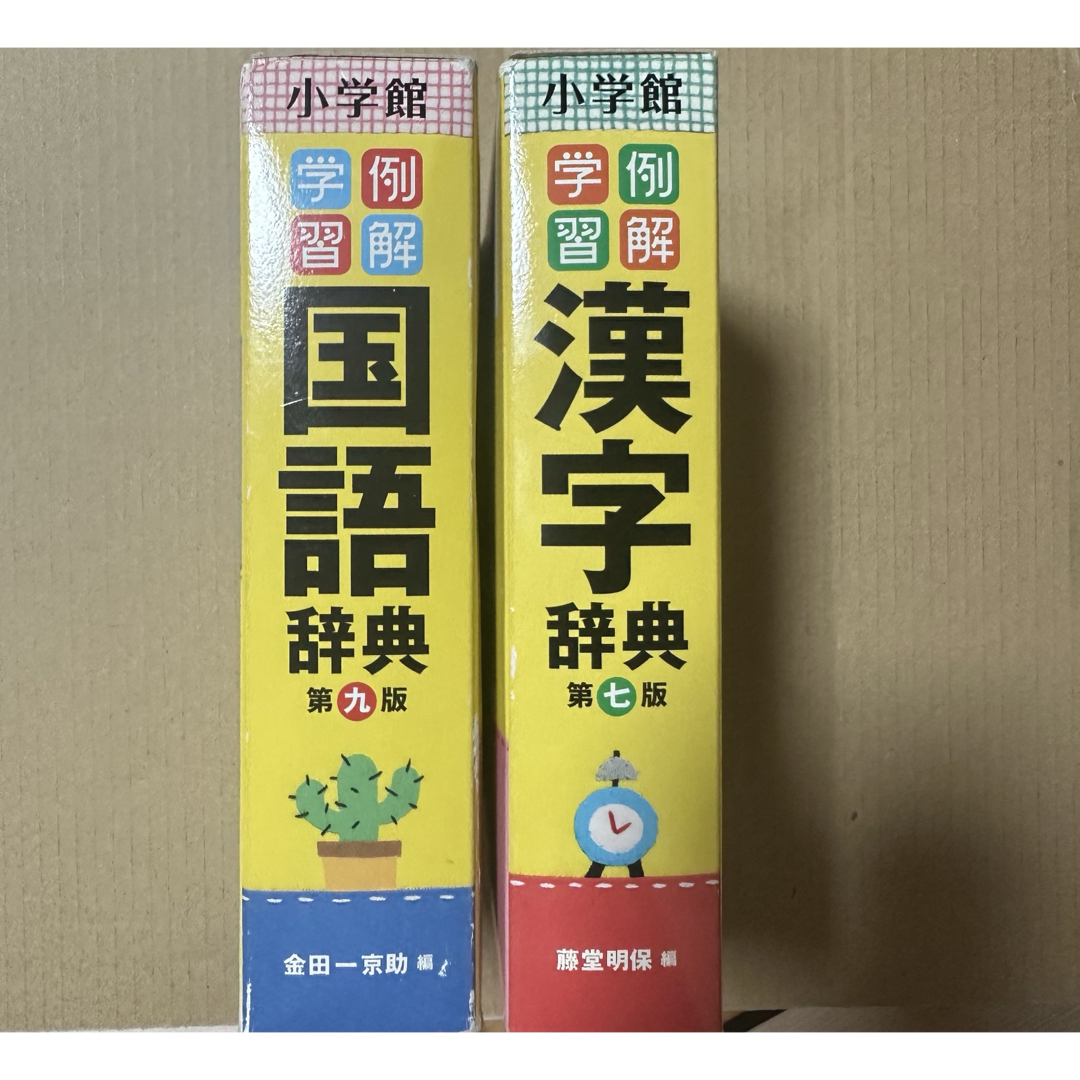 小学館
例解
学習
国語
辞典
第九版
金田一京助 編
小学館
例解
学習
漢字
辞典
第七版
藤堂明保 編